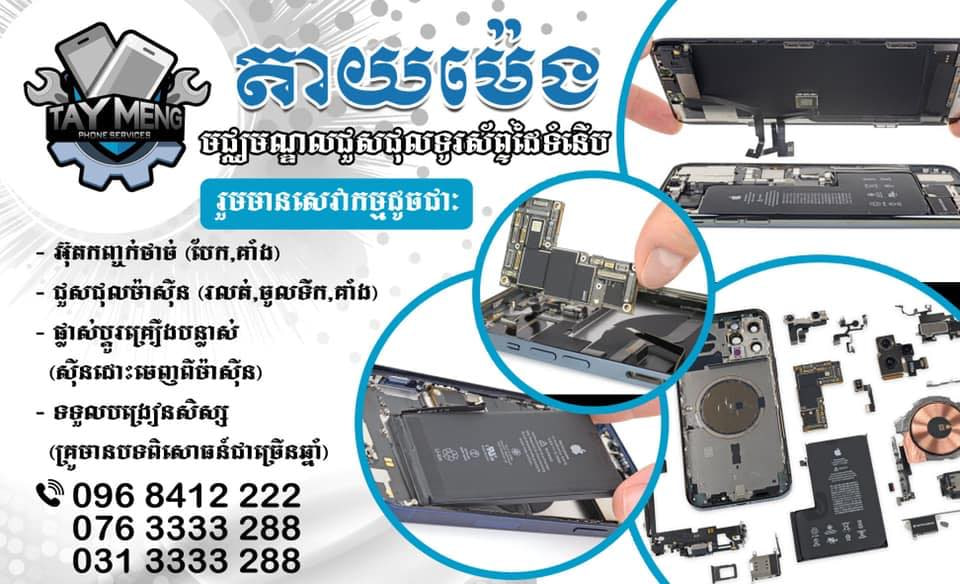 TAY MENG
PHONE SERVICES
តាយម៉េង
មជ្ឈមណ្ឌលជួសជុលទូរស័ព្ទដៃទំនើប
រួមមានសេវាកម្មដូចជាៈ
- អ៊ុតកញ្ចក់ថាច់ (បែក,គាំង)
- ជួសជុលម៉ាស៊ីន (រលត់,ចូលទឹក,គាំង)
- ផ្លាស់ប្តូរគ្រឿងបន្លាស់
(ស៊ីនដោះចេញពីម៉ាស៊ីន)
- ទទួលបង្រៀនសិស្ស
(គ្រូមានបទពិសោធន៍ជាច្រើនឆ្នាំ)
096 8412 222
076 3333 288
031 3333 288